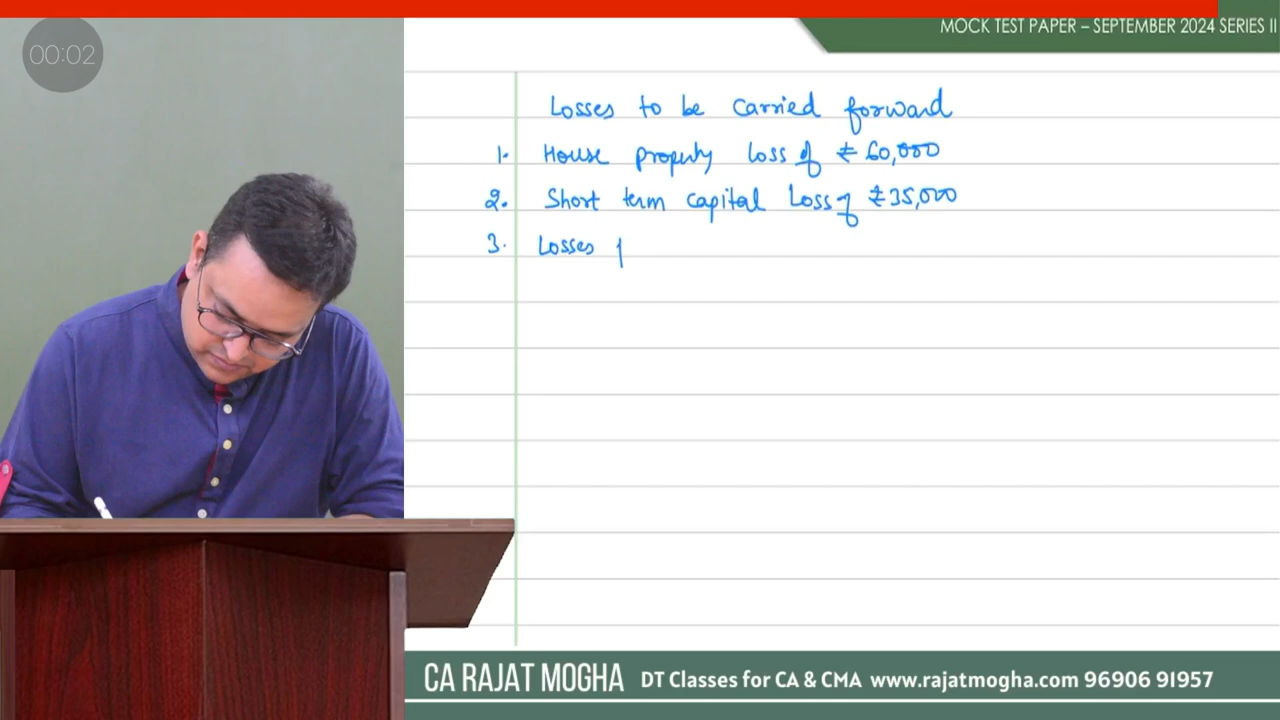 00:02
MOCK TEST PAPER – SEPTEMBER 2024 SERIES II
Losses to be carried forward
1. House property loss of ₹ 60,000
2. Short term capital Loss of ₹ 35,000
3. Losses
CA RAJAT MOGHA DT Classes for CA & CMA www.rajatmogha.com 96906 91957